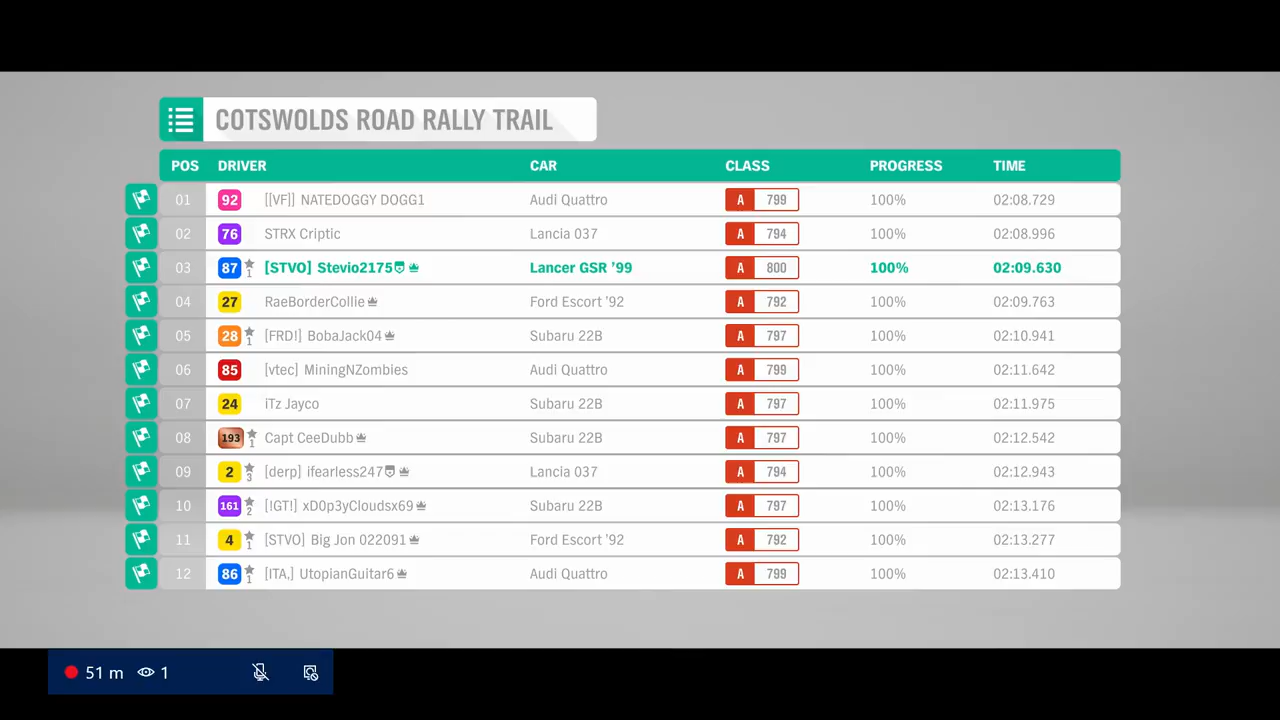 COTSWOLDS ROAD RALLY TRAIL
POS DRIVER CAR CLASS PROGRESS TIME
01 92 [[VF]] NATEDOGGY DOGG1 Audi Quattro A 799 100% 02:08.729
02 76 STRX Criptic Lancia 037 A 794 100% 02:08.996
03 87 1 [STVO] Stevio2175 Lancer GSR ’99 A 800 100% 02:09.630
04 27 RaeBorderCollie Ford Escort ’92 A 792 100% 02:09.763
05 28 1 [FRD!] BobaJack04 Subaru 22B A 797 100% 02:10.941
06 85 [vtec] MiningNZombies Audi Quattro A 799 100% 02:11.642
07 24 iTz Jayco Subaru 22B A 797 100% 02:11.975
08 193 1 Capt CeeDubb Subaru 22B A 797 100% 02:12.542
09 2 3 [derp] ifearless247 Lancia 037 A 794 100% 02:12.943
10 161 2 [!GT!] xD0p3yCloudsx69 Subaru 22B A 797 100% 02:13.176
11 4 1 [STVO] Big Jon 022091 Ford Escort ’92 A 792 100% 02:13.277
12 86 1 [ITA,] UtopianGuitar6 Audi Quattro A 799 100% 02:13.410
51 m 1